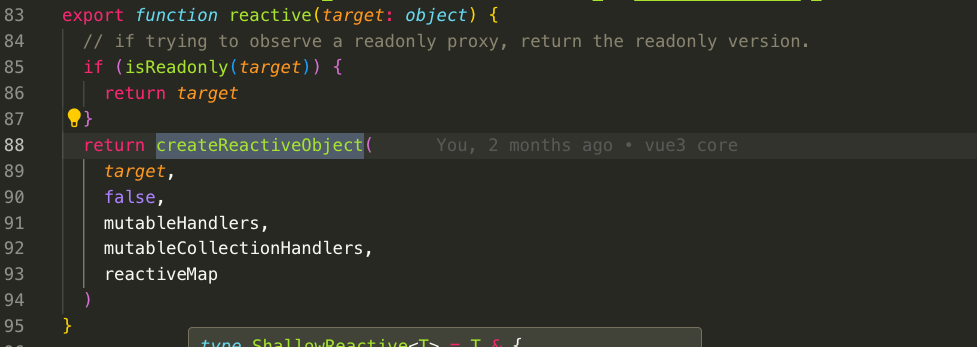 83 export function reactive(target: object) {
84 // if trying to observe a readonly proxy, return the readonly version.
85 if (isReadonly(target)) {
86 return target
87 }
88 return createReactiveObject( You, 2 months ago • vue3 core
89 target,
90 false,
91 mutableHandlers,
92 mutableCollectionHandlers,
93 reactiveMap
94 )
95 }
type ShallowReactive<T> = T & {